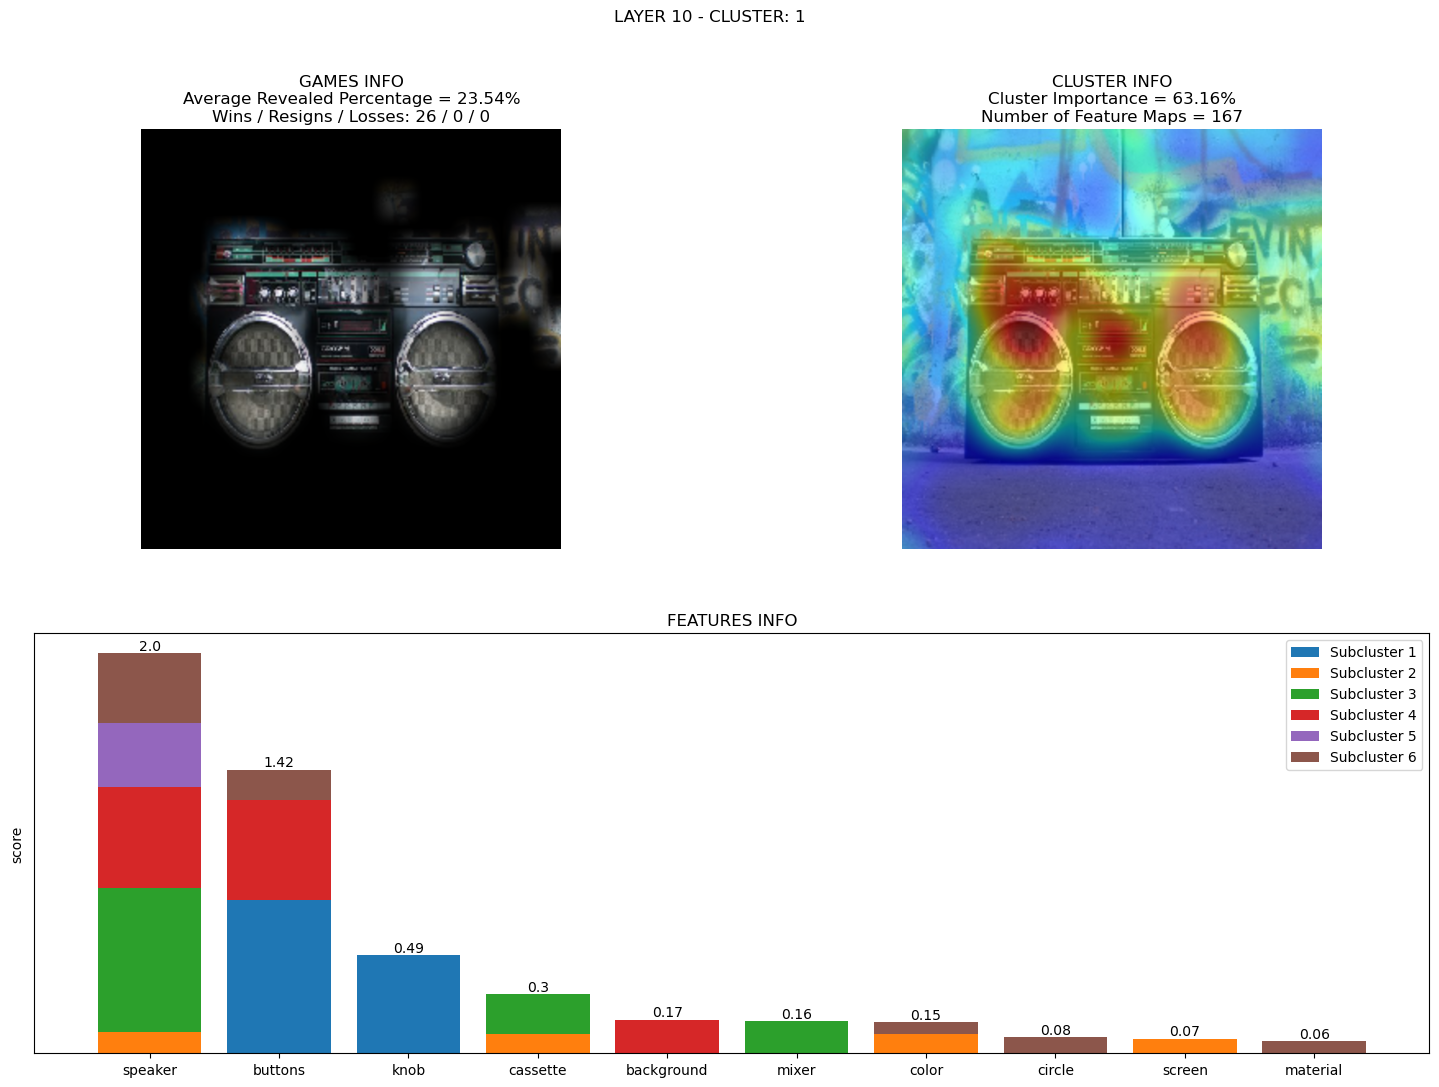 LAYER 10 - CLUSTER: 1
GAMES INFO
Average Revealed Percentage = 23.54%
Wins / Resigns / Losses: 26 / 0 / 0
CLUSTER INFO
Cluster Importance = 63.16%
Number of Feature Maps = 167
EVIN
ECH
FEATURES INFO
score
2.0
1.42
0.49
0.3
0.17
0.16
0.15
0.08
0.07
0.06
Subcluster 1
Subcluster 2
Subcluster 3
Subcluster 4
Subcluster 5
Subcluster 6
speaker
buttons
knob
cassette
background
mixer
color
circle
screen
material